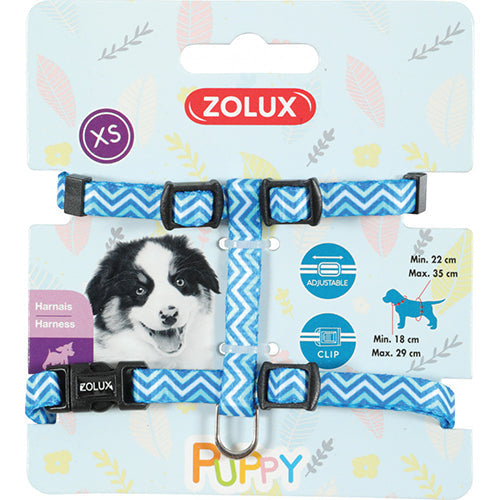 ZOLUX
XS
Min. 22 cm
Max. 35 cm
ADJUSTABLE
Harnais
Harness
Min. 18 cm
Max. 29 cm
CLIP
ZOLUX
PUPPY